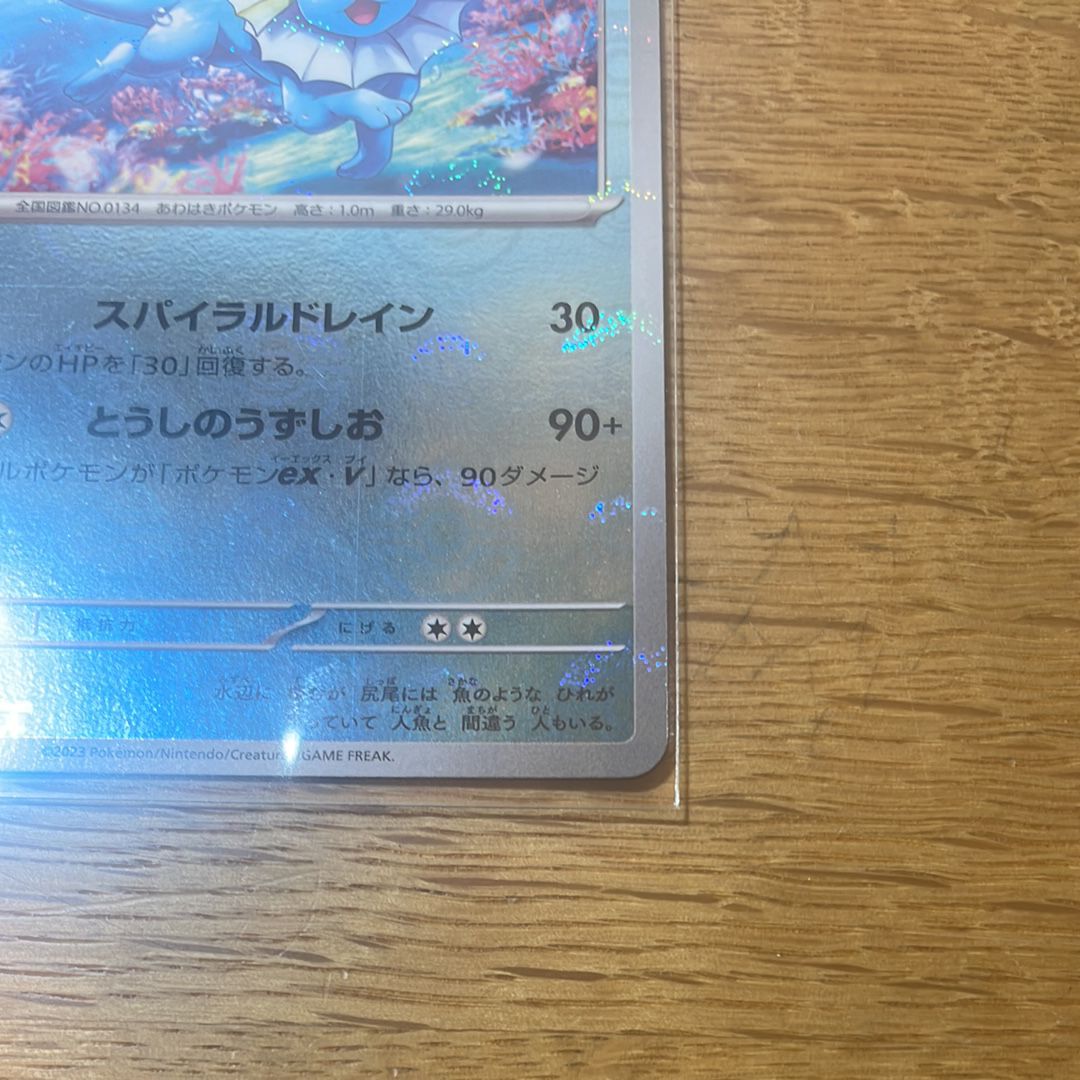 全国図鑑NO.0134 あわはきポケモン 高さ:1.0m 重さ:29.0kg
スパイラルドレイン 30
ンのHPを「30」回復する。
とうしのうずしお 90+
ルポケモンが「ポケモンex・V」なら、90ダメージ
抵抗力 にげる
水辺に が 尻尾には 魚のような ひれが
っていて 人魚と 間違う 人もいる。
©2023 Pokémon/Nintendo/Creatures/GAME FREAK.